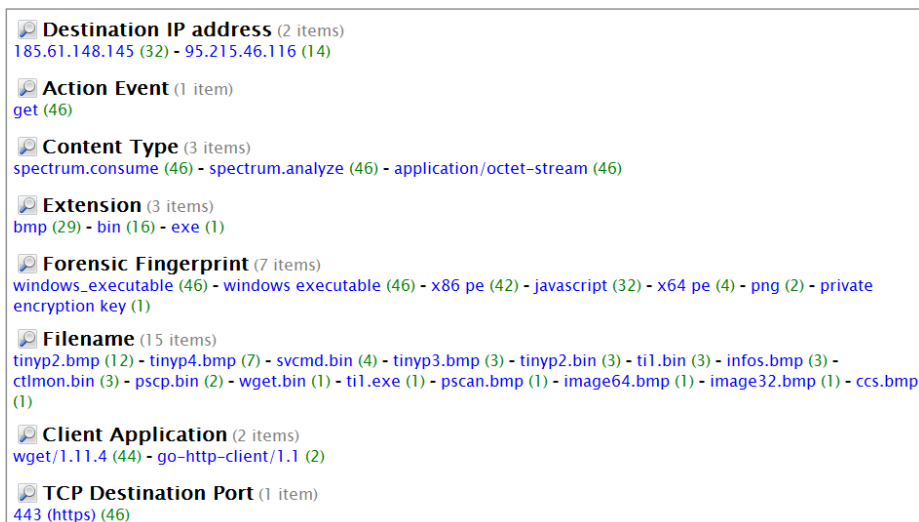 Destination IP address (2 items)
185.61.148.145 (32) - 95.215.46.116 (14)
Action Event (1 item)
get (46)
Content Type (3 items)
spectrum.consume (46) - spectrum.analyze (46) - application/octet-stream (46)
Extension (3 items)
bmp (29) - bin (16) - exe (1)
Forensic Fingerprint (7 items)
windows_executable (46) - windows executable (46) - x86 pe (42) - javascript (32) - x64 pe (4) - png (2) - private
encryption key (1)
Filename (15 items)
tinyp2.bmp (12) - tinyp4.bmp (7) - svcmd.bin (4) - tinyp3.bmp (3) - tinyp2.bin (3) - ti1.bin (3) - infos.bmp (3) -
ctlmon.bin (3) - pscp.bin (2) - wget.bin (1) - ti1.exe (1) - pscan.bmp (1) - image64.bmp (1) - image32.bmp (1) - ccs.bmp
(1)
Client Application (2 items)
wget/1.11.4 (44) - go-http-client/1.1 (2)
TCP Destination Port (1 item)
443 (https) (46)